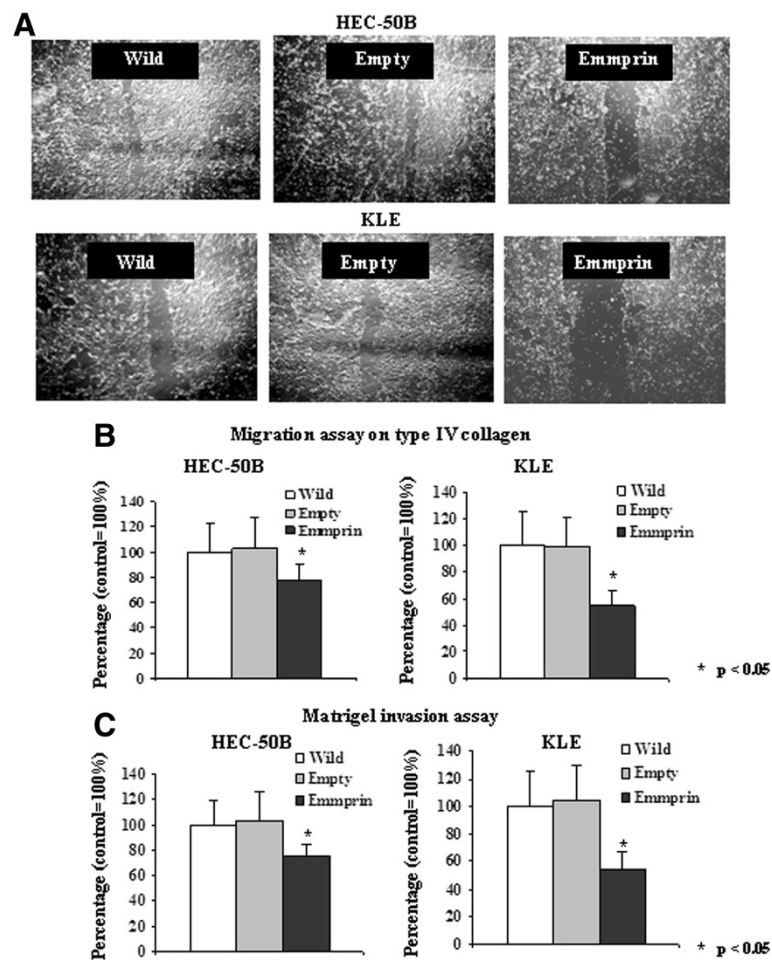 A
HEC-50B
Wild
Empty
Emmprin
KLE
Wild
Empty
Emmprin
B
Migration assay on type IV collagen
HEC-50B
KLE
Percentage (control=100%)
140
120
100
80
60
40
20
0
Wild
Empty
Emmprin
*
Percentage (control=100%)
140
120
100
80
60
40
20
0
Wild
Empty
Emmprin
*
* p < 0.05
C
Matrigel invasion assay
HEC-50B
KLE
Percentage (control=100%)
140
120
100
80
60
40
20
0
Wild
Empty
Emmprin
*
Percentage (control=100%)
140
120
100
80
60
40
20
0
Wild
Empty
Emmprin
*
* p < 0.05